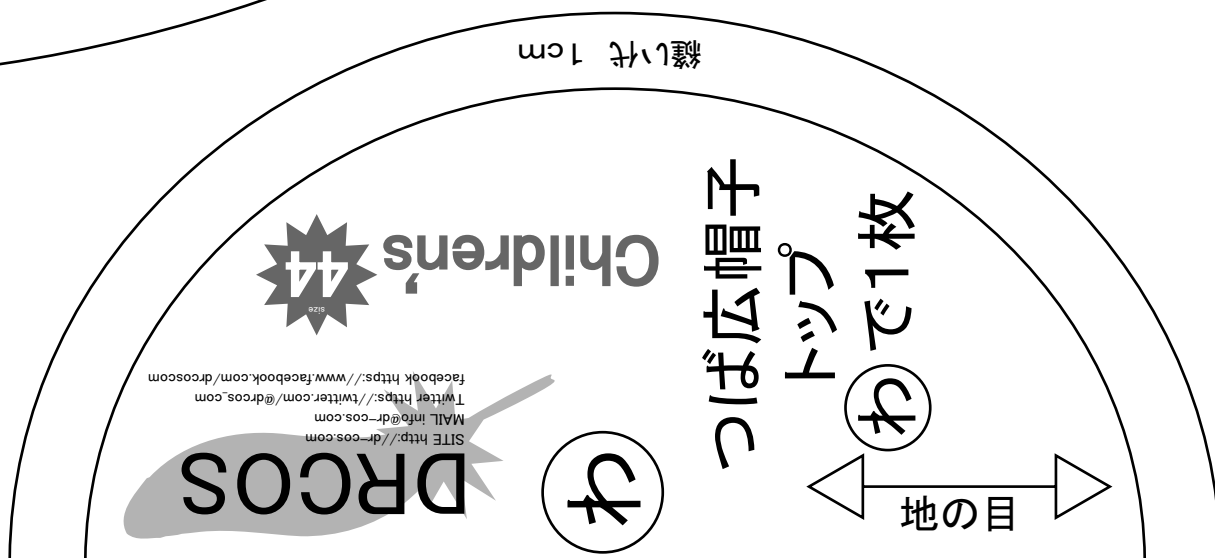 縫い代 1cm
Children's
size
44
つば広帽子
トップ
わで1枚
わ
地の目
DRCOS
SITE http://dr-cos.com
MAIL info@dr-cos.com
Twitter https://twitter.com/@drcos_com
facebook https://www.facebook.com/drcoscom